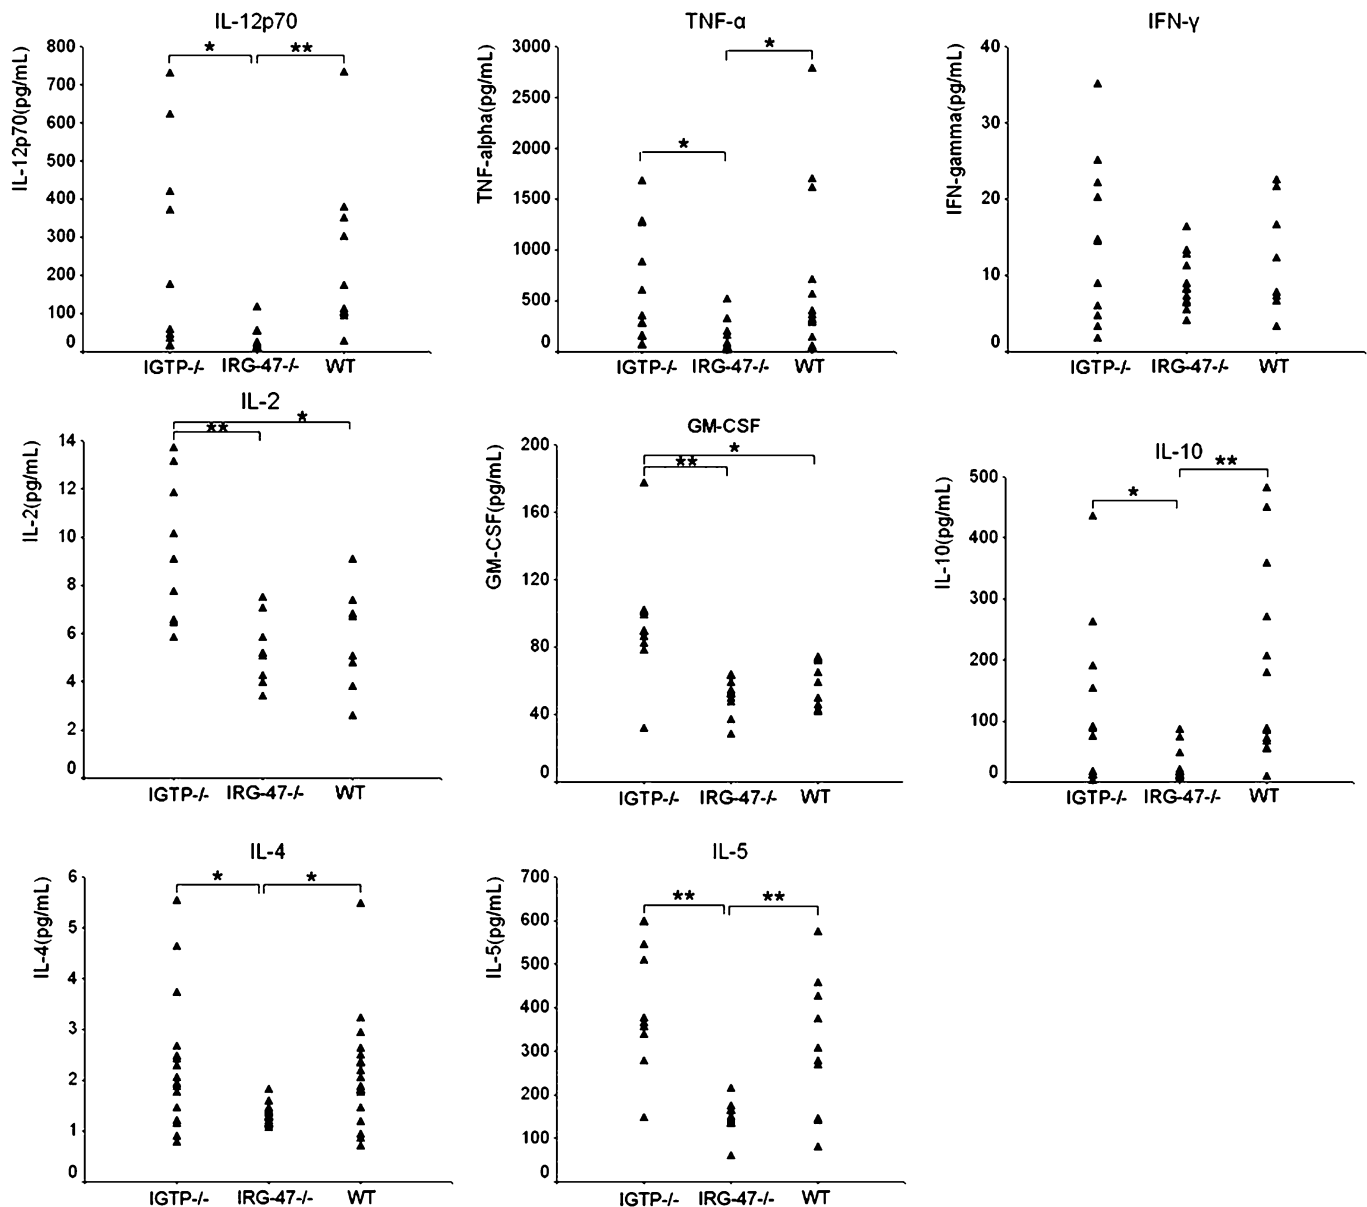 IL-12p70
IL-12p70(pg/mL)
800
700
600
500
400
300
200
100
0
* **
IGTP-/- IRG-47-/- WT
TNF-α
TNF-alpha(pg/mL)
3000
2500
2000
1500
1000
500
0
*
*
IGTP-/- IRG-47-/- WT
IFN-γ
IFN-gamma(pg/mL)
40
30
20
10
0
IGTP-/- IRG-47-/- WT
IL-2
IL-2(pg/mL)
14
12
10
8
6
4
2
0
*
**
IGTP-/- IRG-47-/- WT
GM-CSF
GM-CSF(pg/mL)
200
160
120
80
40
0
*
**
IGTP-/- IRG-47-/- WT
IL-10
IL-10(pg/mL)
500
400
300
200
100
0
**
*
IGTP-/- IRG-47-/- WT
IL-4
IL-4(pg/mL)
6
5
4
3
2
1
0
* *
IGTP-/- IRG-47-/- WT
IL-5
IL-5(pg/mL)
700
600
500
400
300
200
100
0
** **
IGTP-/- IRG-47-/- WT